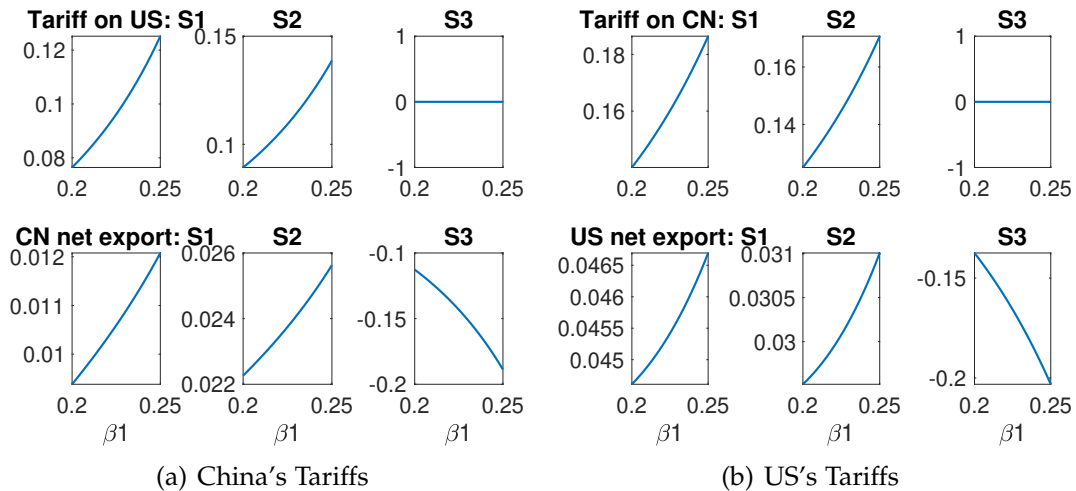 Tariff on US: S1
0.12
0.1
0.08
0.2 0.25
S2
0.15
0.1
0.2 0.25
S3
1
0
-1
0.2 0.25
CN net export: S1
0.012
0.011
0.01
0.2 0.25
β1
S2
0.026
0.024
0.022
0.2 0.25
β1
S3
-0.1
-0.15
-0.2
0.2 0.25
β1
(a) China's Tariffs
Tariff on CN: S1
0.18
0.16
0.2 0.25
S2
0.16
0.14
0.2 0.25
S3
1
0
-1
0.2 0.25
US net export: S1
0.0465
0.046
0.0455
0.045
0.2 0.25
β1
S2
0.031
0.0305
0.03
0.2 0.25
β1
S3
-0.15
-0.2
0.2 0.25
β1
(b) US's Tariffs